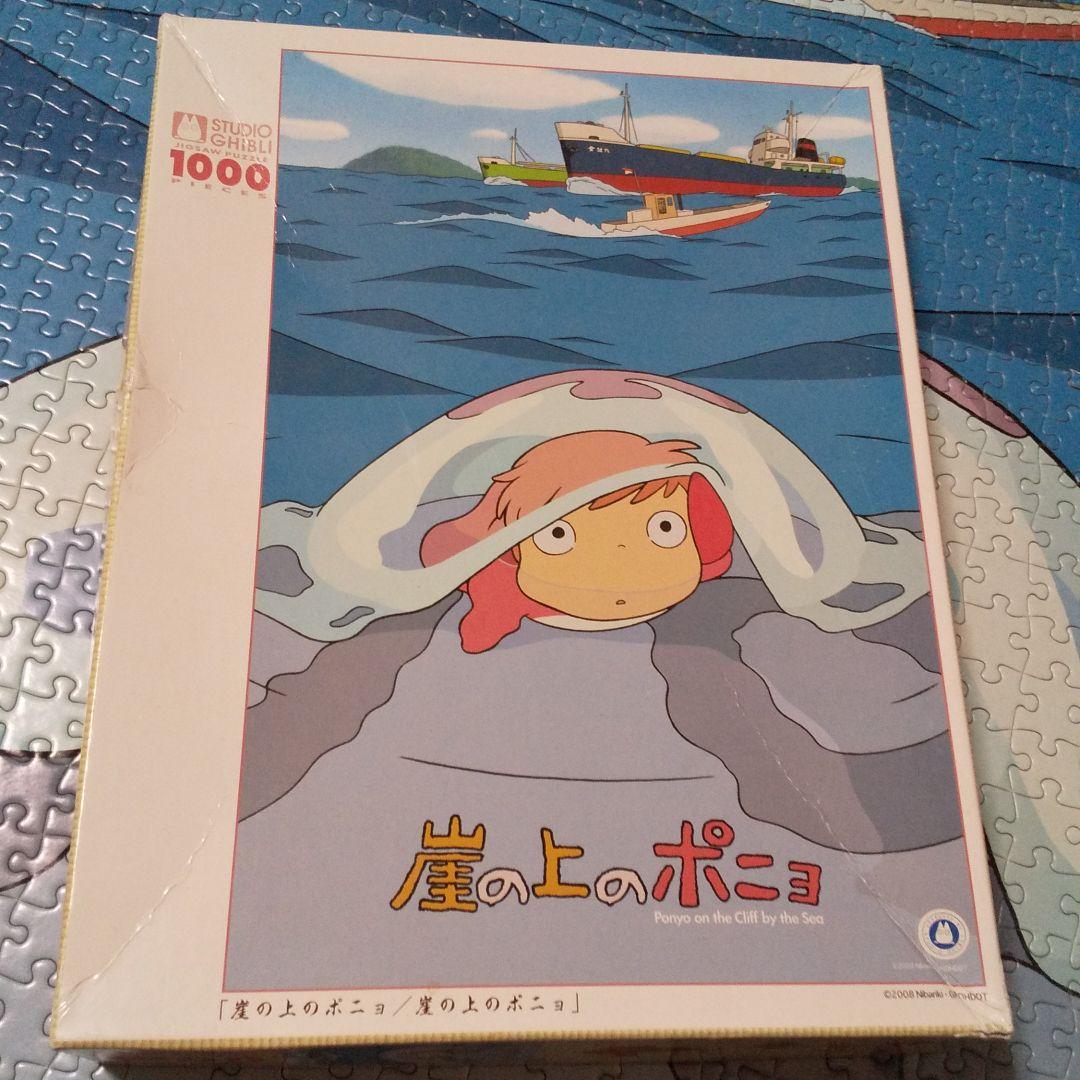 STUDIO
GHIBLI
JIGSAW PUZZLE
1000
PIECES
崖の上のポニョ
Ponyo on the Cliff by the Sea
「崖の上のポニョ／崖の上のポニョ」
©2008 Nibariki・GNDHDDT